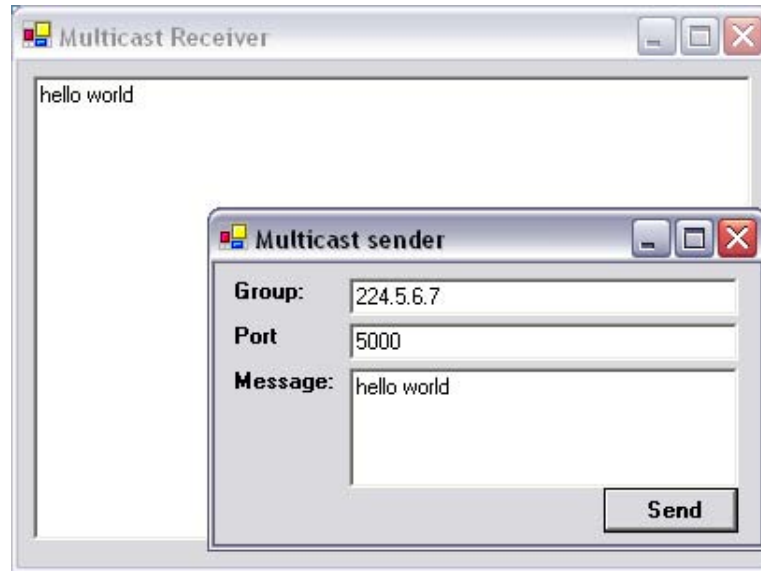 Multicast Receiver
hello world
Multicast sender
Group:
224.5.6.7
Port
5000
Message:
hello world
Send